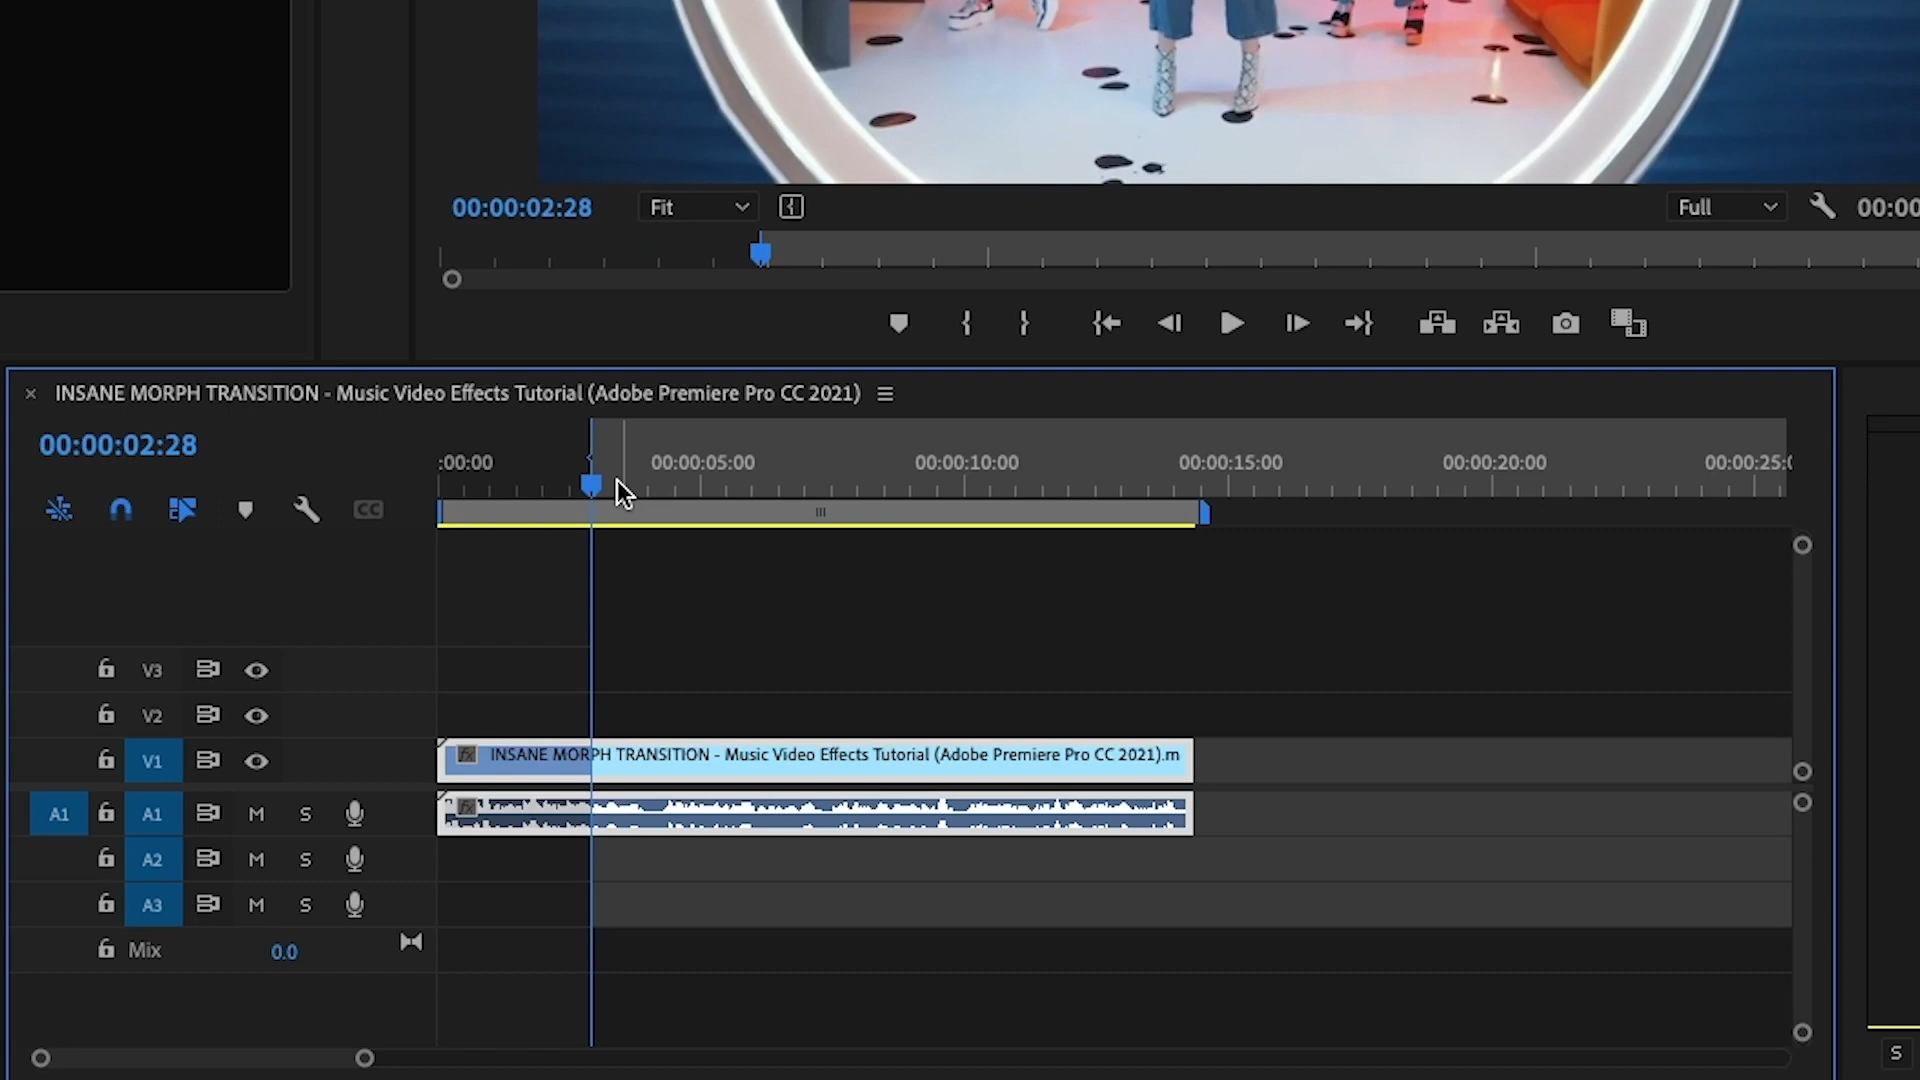 00:00:02:28
Fit
Full
00:00
INSANE MORPH TRANSITION - Music Video Effects Tutorial (Adobe Premiere Pro CC 2021)
00:00:02:28
:00:00
00:00:05:00
00:00:10:00
00:00:15:00
00:00:20:00
00:00:25:
CC
V3
V2
V1
fx INSANE MORPH TRANSITION - Music Video Effects Tutorial (Adobe Premiere Pro CC 2021).m
A1
A1
M
S
fx
A2
M
S
A3
M
S
Mix
0.0
S